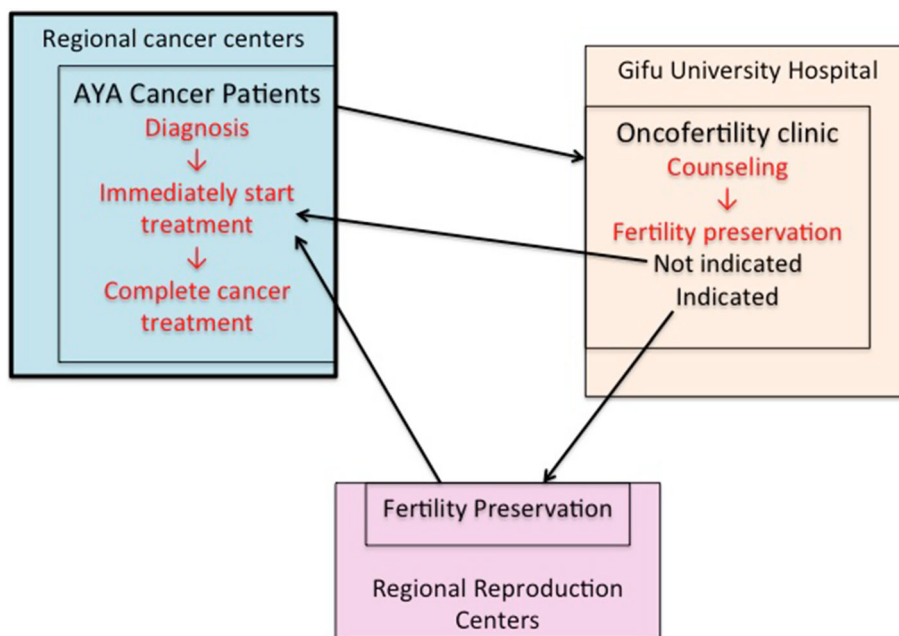 Regional cancer centers
AYA Cancer Patients
Diagnosis
↓
Immediately start
treatment
↓
Complete cancer
treatment
Gifu University Hospital
Oncofertility clinic
Counseling
↓
Fertility preservation
Not indicated
Indicated
Fertility Preservation
Regional Reproduction
Centers